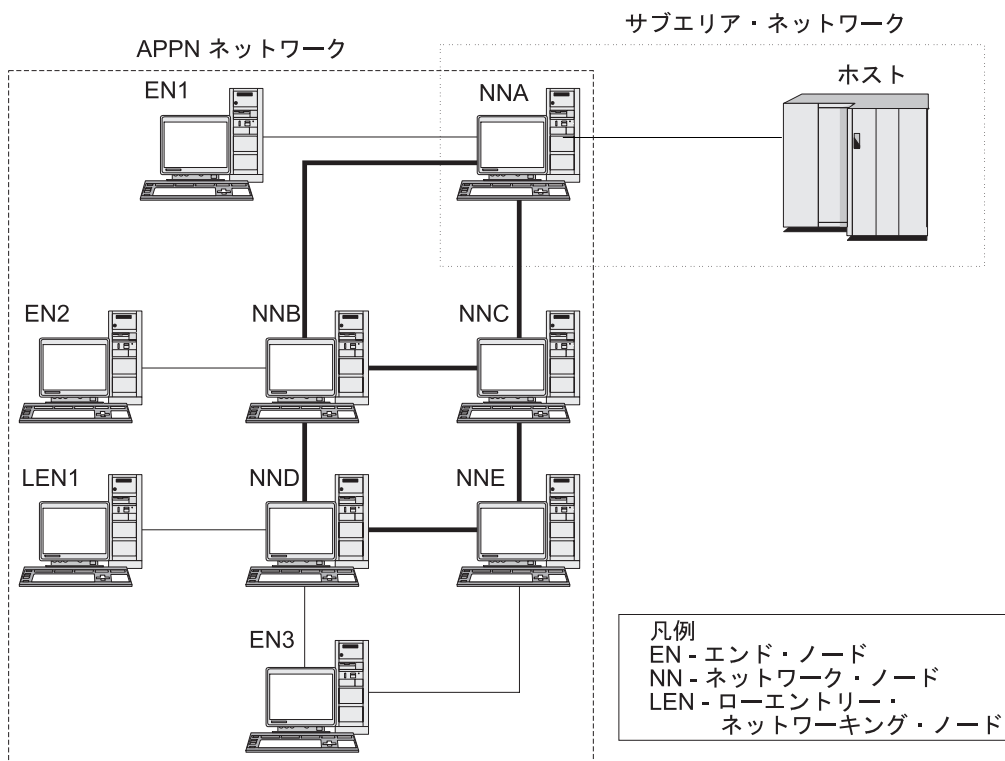 サブエリア・ネットワーク
APPN ネットワーク
ホスト
EN1
NNA
EN2
NNB
NNC
LEN1
NND
NNE
EN3
凡例
EN - エンド・ノード
NN - ネットワーク・ノード
LEN - ローエントリー・
ネットワーキング・ノード